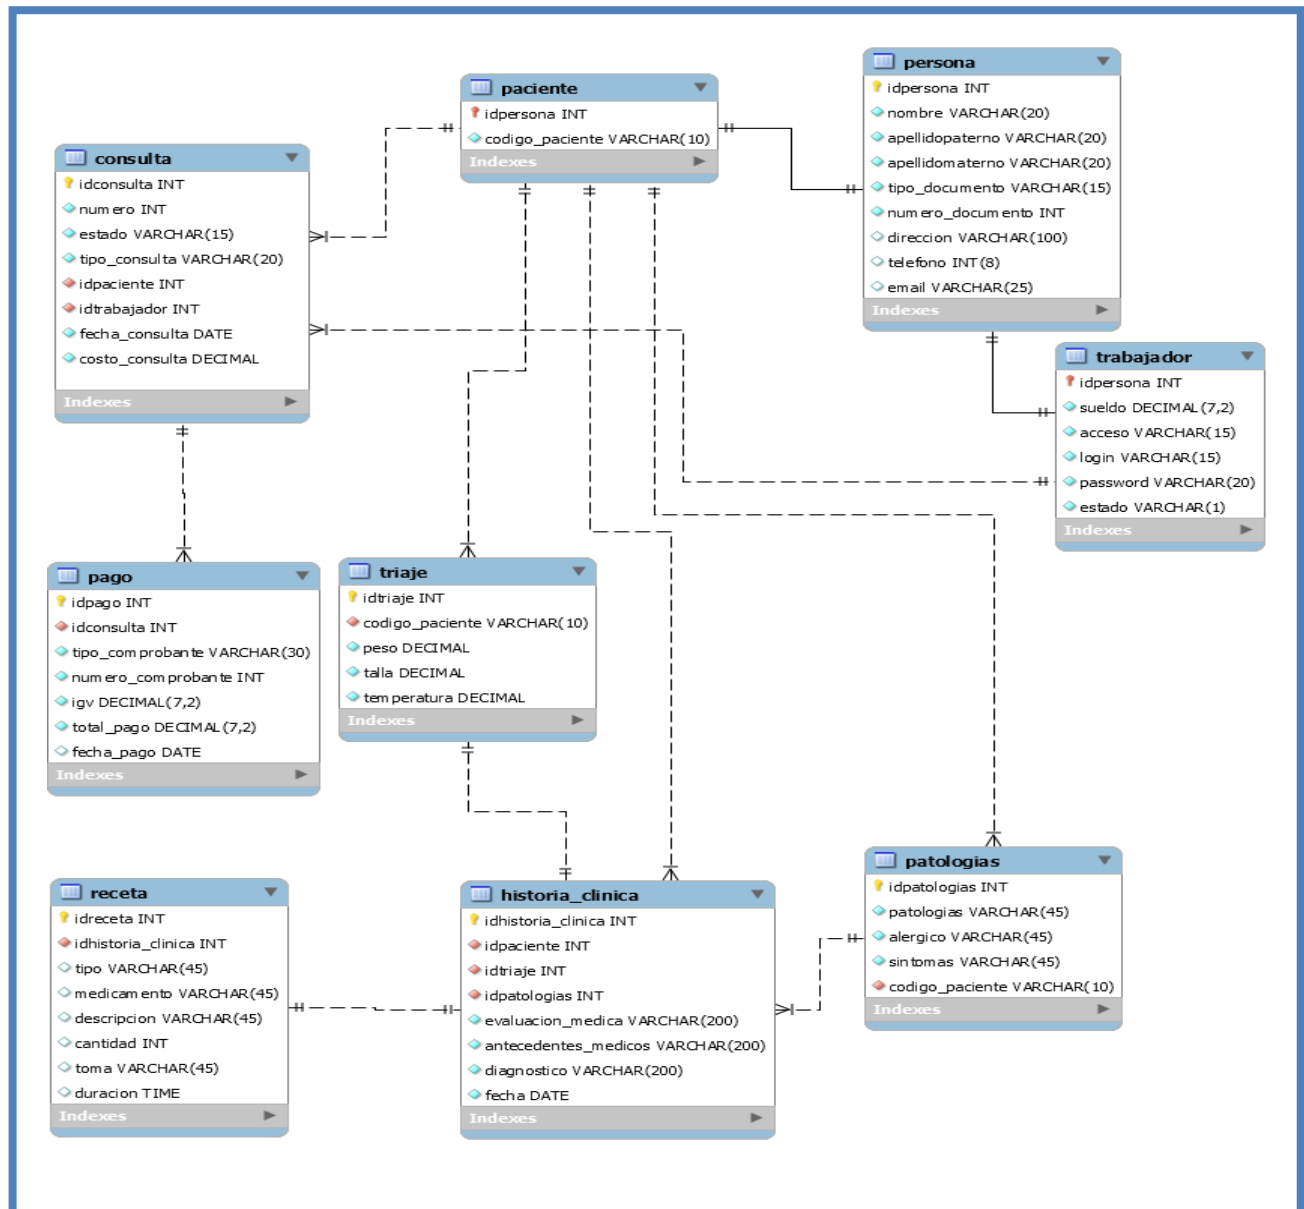 paciente
idpersona INT
codigo_paciente VARCHAR(10)
Indexes
persona
idpersona INT
nombre VARCHAR(20)
apellidopaterno VARCHAR(20)
apellidomaterno VARCHAR(20)
tipo_documento VARCHAR(15)
numero_documento INT
direccion VARCHAR(100)
telefono INT(8)
email VARCHAR(25)
Indexes
consulta
idconsulta INT
numero INT
estado VARCHAR(15)
tipo_consulta VARCHAR(20)
idpaciente INT
idtrabajador INT
fecha_consulta DATE
costo_consulta DECIMAL
Indexes
trabajador
idpersona INT
sueldo DECIMAL(7,2)
acceso VARCHAR(15)
login VARCHAR(15)
password VARCHAR(20)
estado VARCHAR(1)
Indexes
pago
idpago INT
idconsulta INT
tipo_comprobante VARCHAR(30)
numero_comprobante INT
igv DECIMAL(7,2)
total_pago DECIMAL(7,2)
fecha_pago DATE
Indexes
triaje
idtriaje INT
codigo_paciente VARCHAR(10)
peso DECIMAL
talla DECIMAL
temperatura DECIMAL
Indexes
receta
idreceta INT
idhistoria_clinica INT
tipo VARCHAR(45)
medicamento VARCHAR(45)
descripcion VARCHAR(45)
cantidad INT
toma VARCHAR(45)
duracion TIME
Indexes
historia_clinica
idhistoria_clinica INT
idpaciente INT
idtriaje INT
idpatologias INT
evaluacion_medica VARCHAR(200)
antecedentes_medicos VARCHAR(200)
diagnostico VARCHAR(200)
fecha DATE
Indexes
patologias
idpatologias INT
patologias VARCHAR(45)
alergico VARCHAR(45)
sintomas VARCHAR(45)
codigo_paciente VARCHAR(10)
Indexes